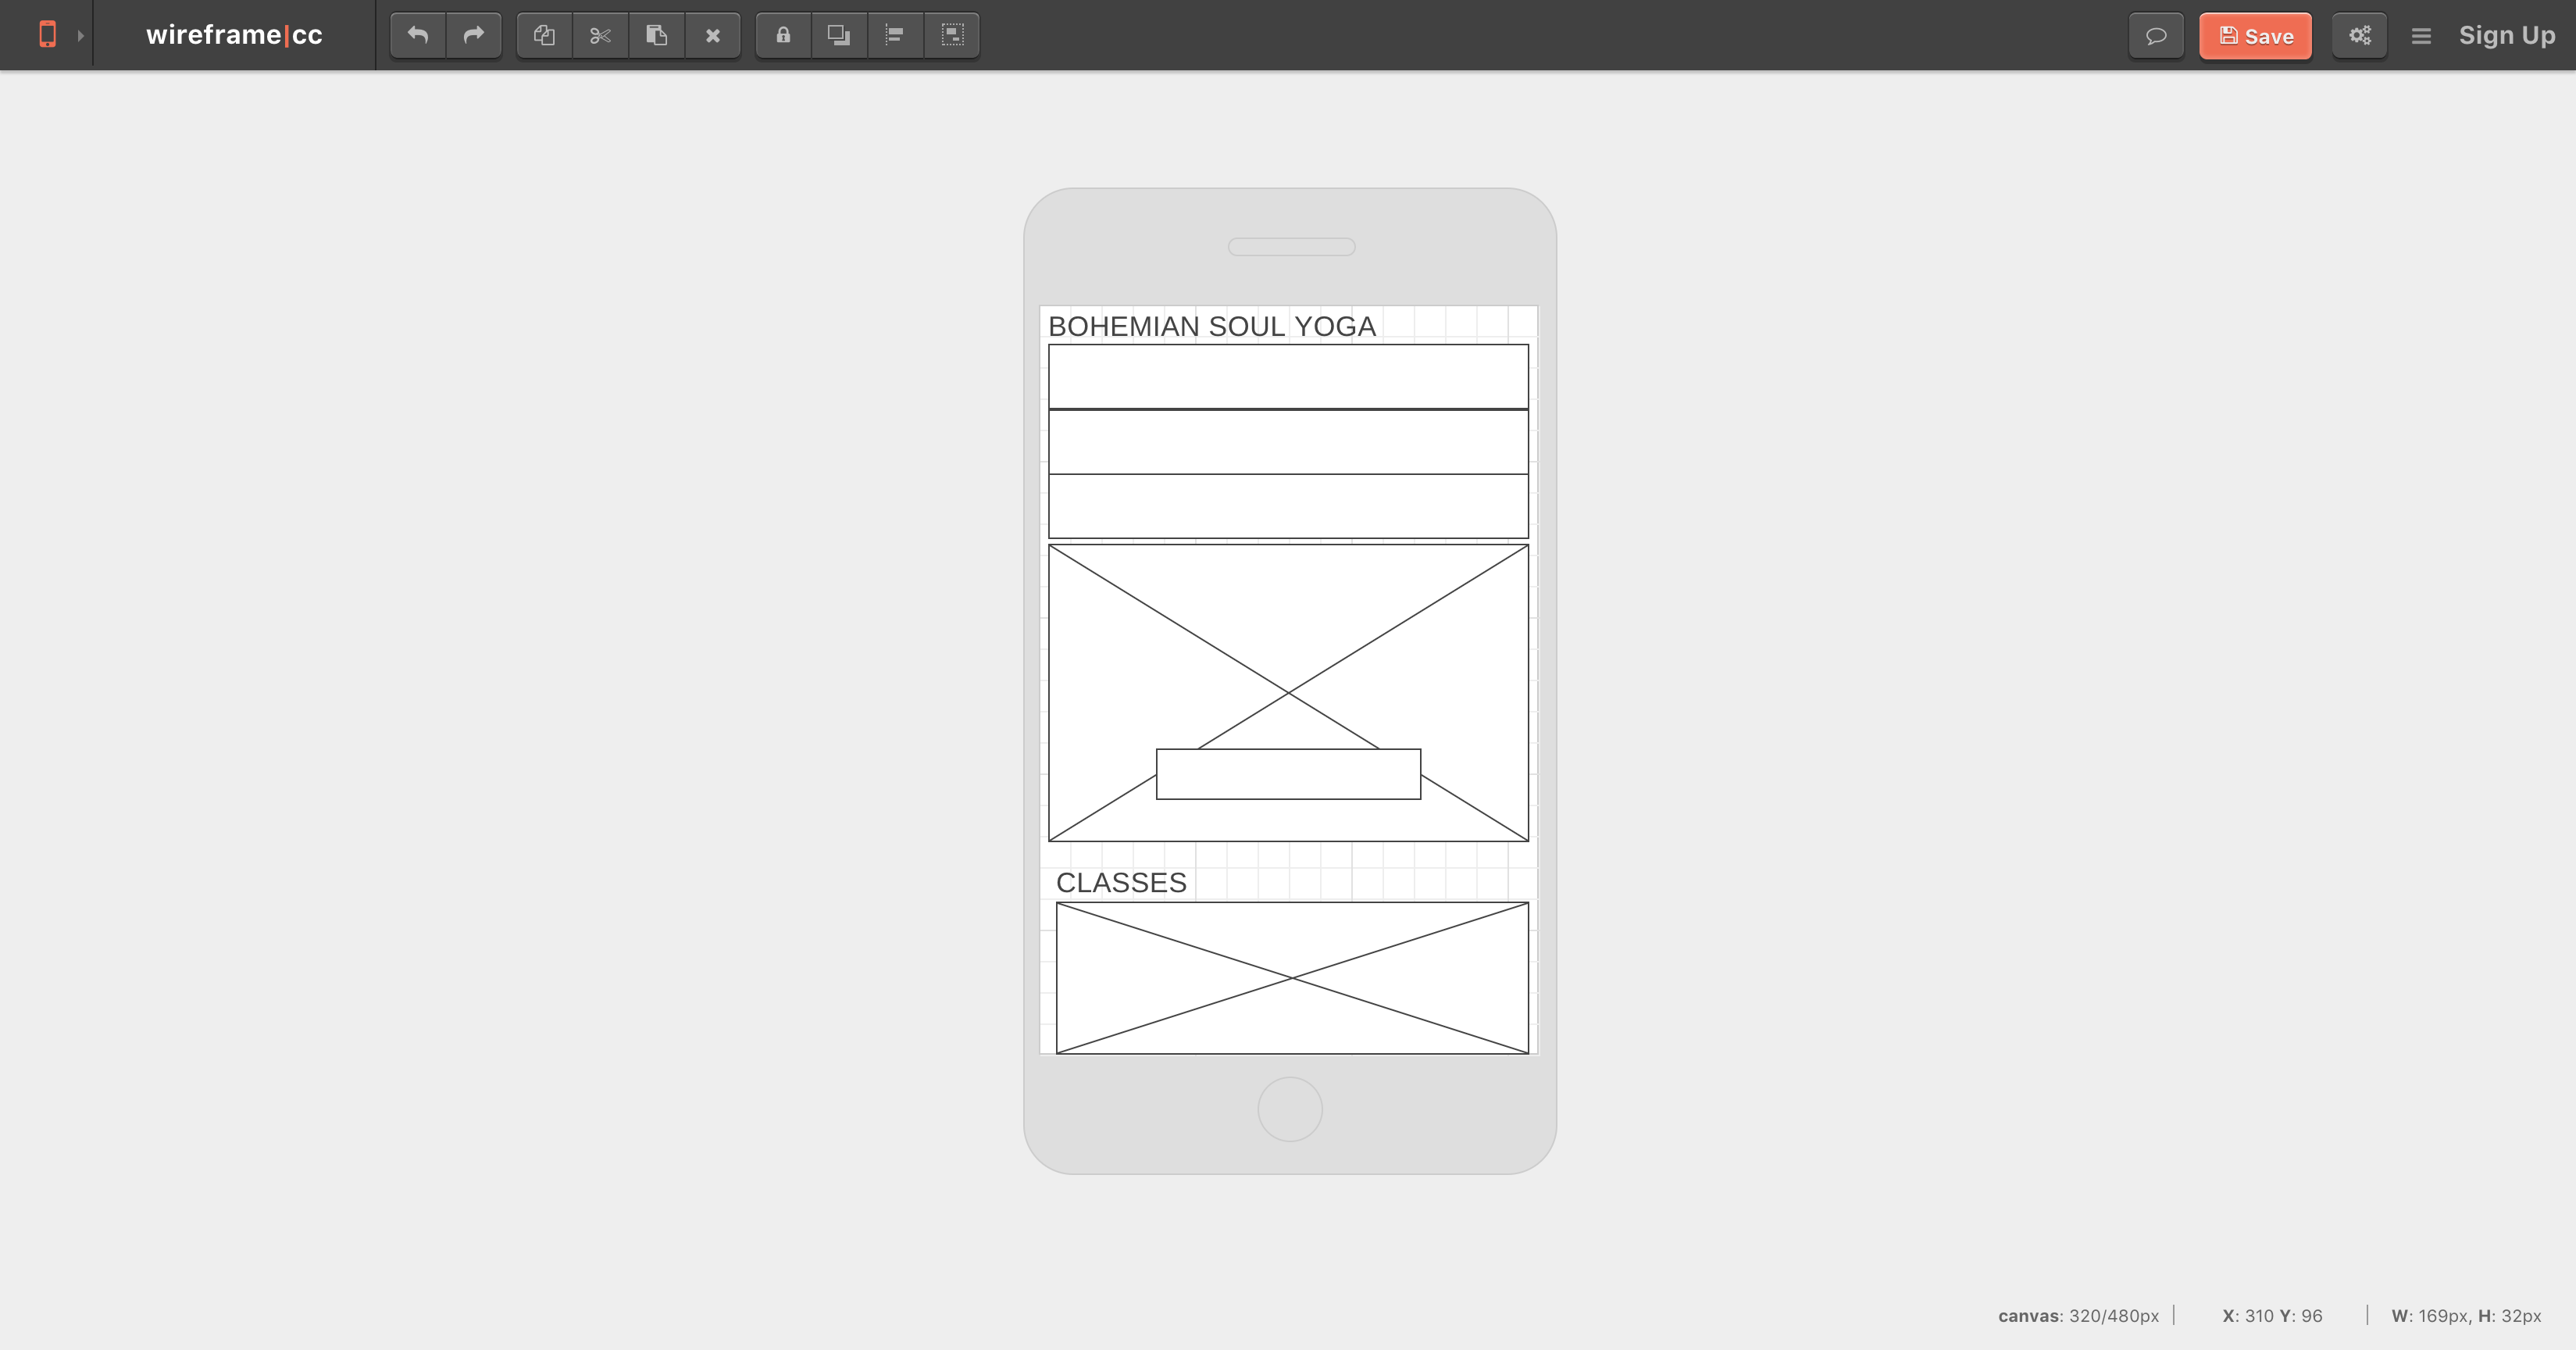 wireframe|cc
Save
Sign Up
BOHEMIAN SOUL YOGA
CLASSES
canvas: 320/480px
X: 310 Y: 96
W: 169px, H: 32px